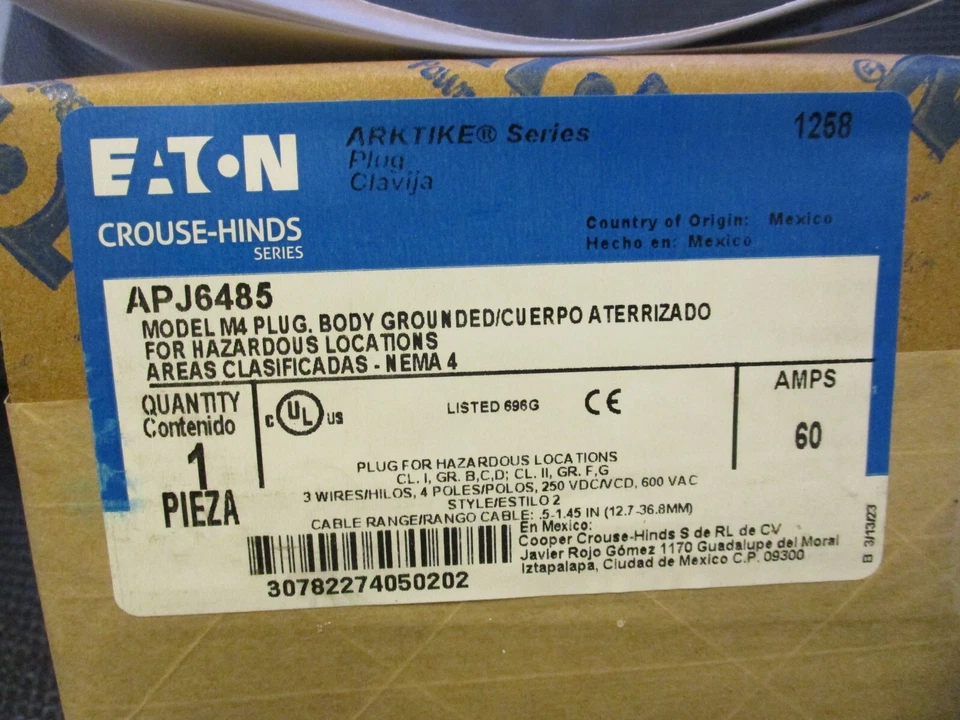 EATON
CROUSE-HINDS
SERIES
ARKTIKE® Series
Plug
Clavija
1258
Country of Origin: Mexico
Hecho en: Mexico
APJ6485
MODEL M4 PLUG. BODY GROUNDED/CUERPO ATERRIZADO
FOR HAZARDOUS LOCATIONS
AREAS CLASIFICADAS - NEMA 4
QUANTITY
Contenido
1
PIEZA
C UL US
LISTED 696G
CE
AMPS
60
PLUG FOR HAZARDOUS LOCATIONS
CL. I, GR. B,C,D; CL. II, GR. F,G
3 WIRES/HILOS, 4 POLES/POLOS, 250 VDC/VCD, 600 VAC
STYLE/ESTILO 2
CABLE RANGE/RANGO CABLE: .5-1.45 IN (12.7-36.8MM)
En Mexico:
Cooper Crouse-Hinds S de RL de CV
Javier Rojo Gómez 1170 Guadalupe del Moral
Iztapalapa, Ciudad de Mexico C.P. 09300
30782274050202
B 3/13/23